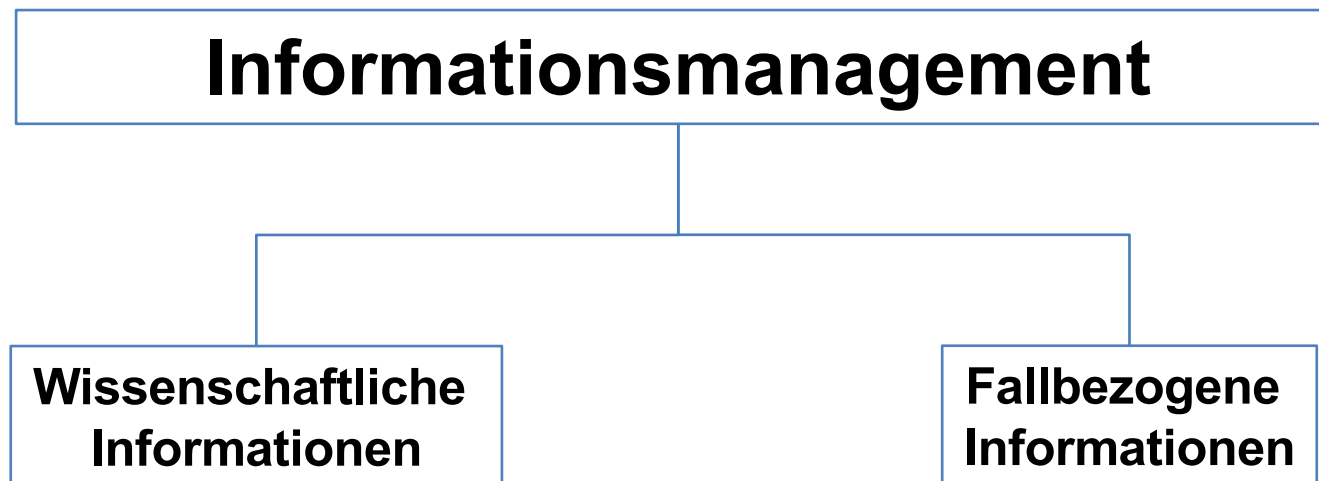 Informationsmanagement
Wissenschaftliche
Informationen
Fallbezogene
Informationen